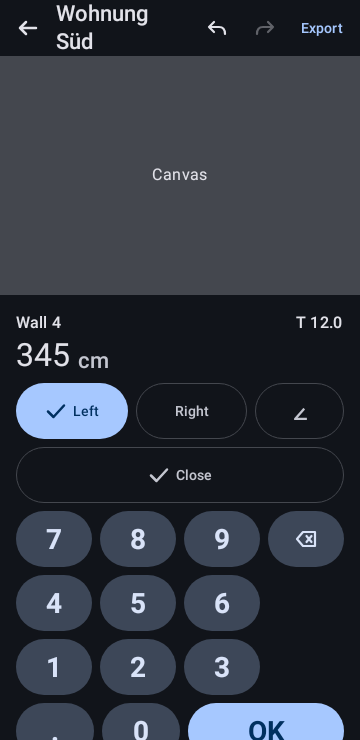 Wohnung
Süd
Export
Canvas
Wall 4
T 12.0
345 cm
Left
Right
Close
7 8 9
4 5 6
1 2 3
. 0 OK